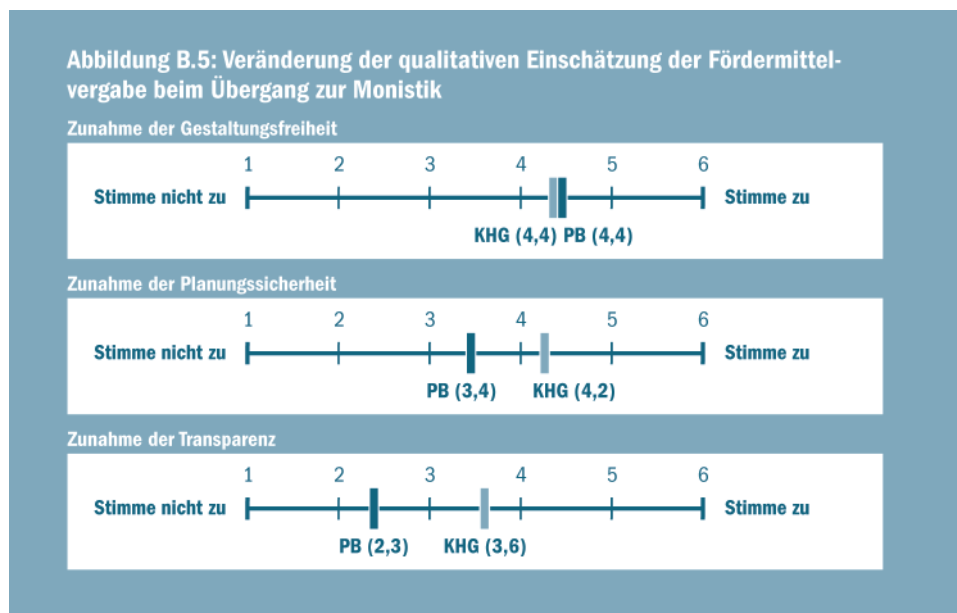 Abbildung B.5: Veränderung der qualitativen Einschätzung der Fördermittel-
vergabe beim Übergang zur Monistik
Zunahme der Gestaltungsfreiheit
1 2 3 4 5 6
Stimme nicht zu Stimme zu
KHG (4,4) PB (4,4)
Zunahme der Planungssicherheit
1 2 3 4 5 6
Stimme nicht zu Stimme zu
PB (3,4) KHG (4,2)
Zunahme der Transparenz
1 2 3 4 5 6
Stimme nicht zu Stimme zu
PB (2,3) KHG (3,6)